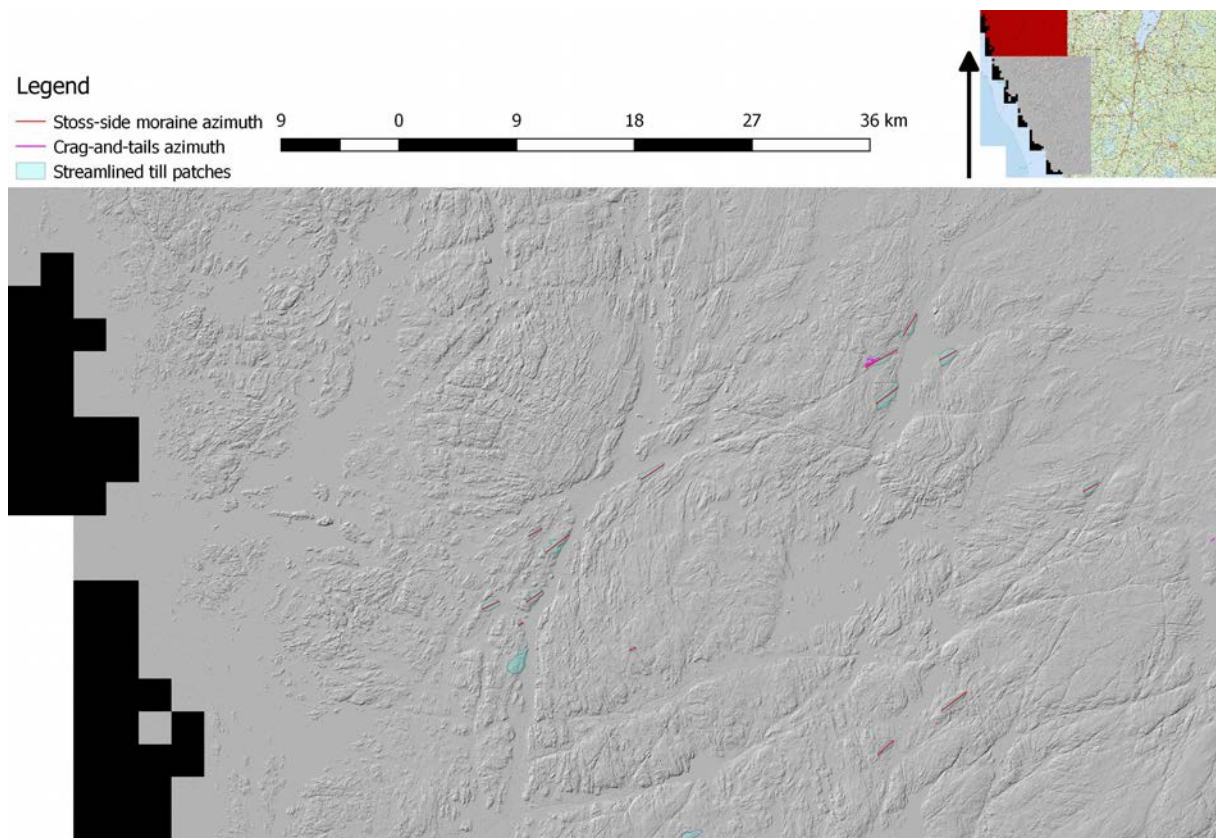 Legend
Stoss-side moraine azimuth
Crag-and-tails azimuth
Streamlined till patches
9 0 9 18 27 36 km